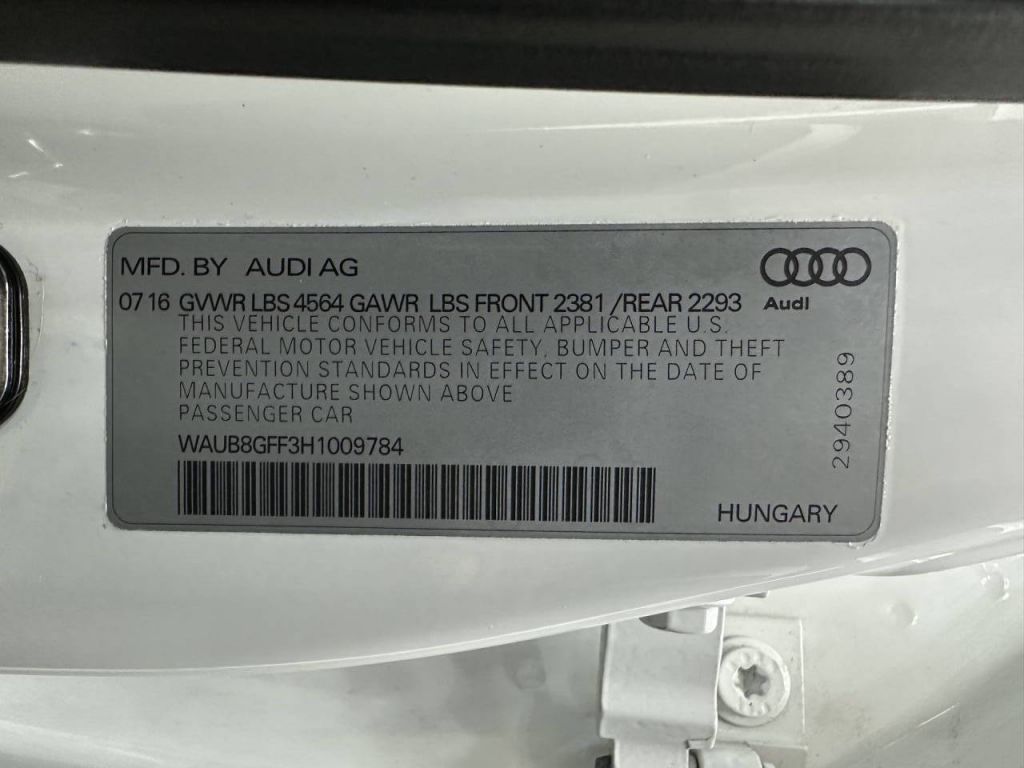 MFD. BY AUDI AG
Audi
07 16 GVWR LBS 4564 GAWR LBS FRONT 2381 /REAR 2293
THIS VEHICLE CONFORMS TO ALL APPLICABLE U.S.
FEDERAL MOTOR VEHICLE SAFETY, BUMPER AND THEFT
PREVENTION STANDARDS IN EFFECT ON THE DATE OF
MANUFACTURE SHOWN ABOVE
PASSENGER CAR
2940389
WAUB8GFF3H1009784
HUNGARY